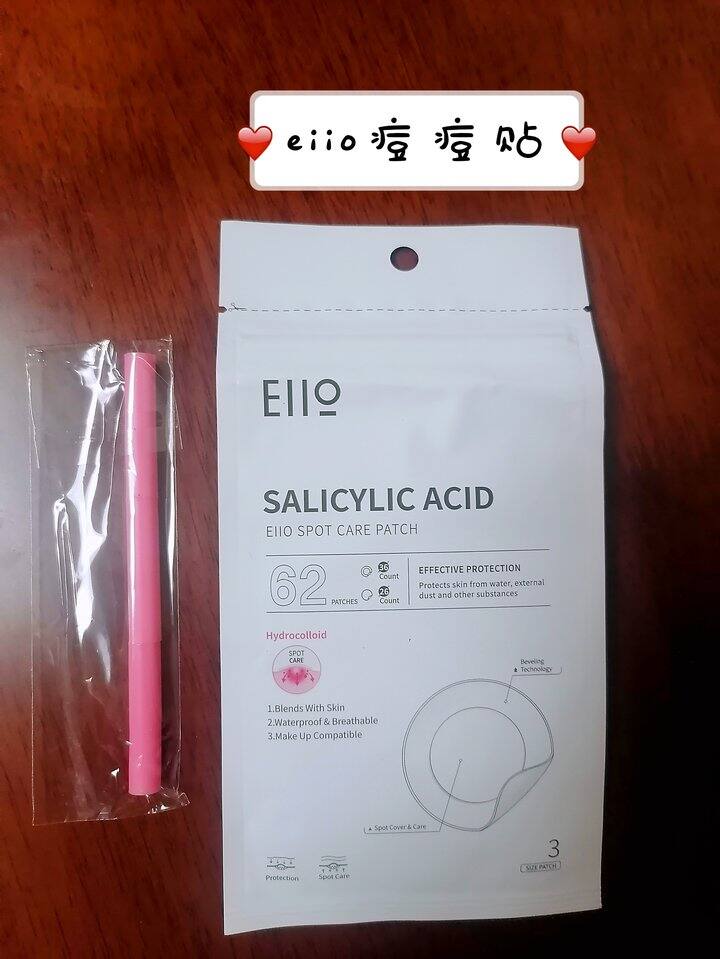 eiio痘痘贴
EIIO
SALICYLIC ACID
EIIO SPOT CARE PATCH
62 PATCHES
36 Count
26 Count
EFFECTIVE PROTECTION
Protects skin from water, external
dust and other substances
Hydrocolloid
SPOT
CARE
1.Blends With Skin
2.Waterproof & Breathable
3.Make Up Compatible
Beveling
Technology
Spot Cover & Care
3
SIZE PATCH
Protection
Spot Care